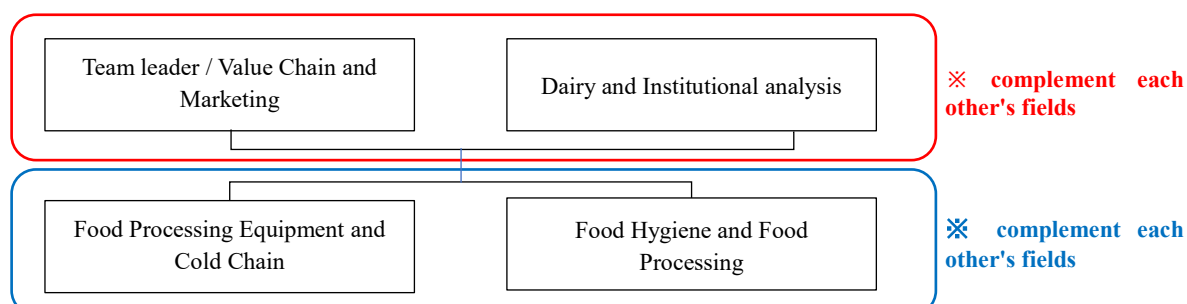 Team leader / Value Chain and
Marketing
Dairy and Institutional analysis
※ complement each
other's fields
Food Processing Equipment and
Cold Chain
Food Hygiene and Food
Processing
※ complement each
other's fields